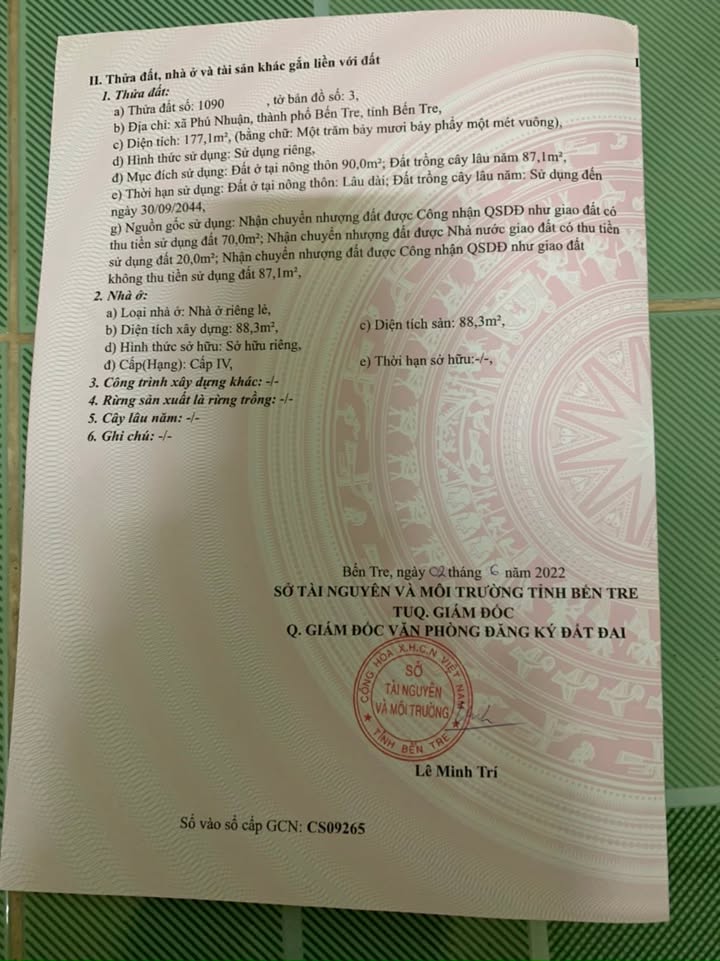 II. Thửa đất, nhà ở và tài sản khác gắn liền với đất
1. Thửa đất:
a) Thửa đất số: 1090 , tờ bản đồ số: 3,
b) Địa chỉ: xã Phú Nhuận, thành phố Bến Tre, tỉnh Bến Tre,
c) Diện tích: 177,1m², (bằng chữ: Một trăm bảy mươi bảy phẩy một mét vuông),
d) Hình thức sử dụng: Sử dụng riêng,
đ) Mục đích sử dụng: Đất ở tại nông thôn 90,0m²; Đất trồng cây lâu năm 87,1m²,
e) Thời hạn sử dụng: Đất ở tại nông thôn: Lâu dài; Đất trồng cây lâu năm: Sử dụng đến
ngày 30/09/2044,
g) Nguồn gốc sử dụng: Nhận chuyển nhượng đất được Công nhận QSDĐ như giao đất có
thu tiền sử dụng đất 70,0m²; Nhận chuyển nhượng đất được Nhà nước giao đất có thu tiền
sử dụng đất 20,0m²; Nhận chuyển nhượng đất được Công nhận QSDĐ như giao đất
không thu tiền sử dụng đất 87,1m²,
2. Nhà ở:
a) Loại nhà ở: Nhà ở riêng lẻ,
b) Diện tích xây dựng: 88,3m², c) Diện tích sàn: 88,3m²,
d) Hình thức sở hữu: Sở hữu riêng,
đ) Cấp(Hạng): Cấp IV, e) Thời hạn sở hữu:-/-,
3. Công trình xây dựng khác: -/-
4. Rừng sản xuất là rừng trồng: -/-
5. Cây lâu năm: -/-
6. Ghi chú: -/-
Bến Tre, ngày 02 tháng 6 năm 2022
SỞ TÀI NGUYÊN VÀ MÔI TRƯỜNG TỈNH BẾN TRE
TUQ. GIÁM ĐỐC
Q. GIÁM ĐỐC VĂN PHÒNG ĐĂNG KÝ ĐẤT ĐAI
CỘNG HÒA X.H.C.N VIỆT NAM
SỞ
TÀI NGUYÊN
VÀ MÔI TRƯỜNG
TỈNH BẾN TRE
Lê Minh Trí
Số vào sổ cấp GCN: CS09265